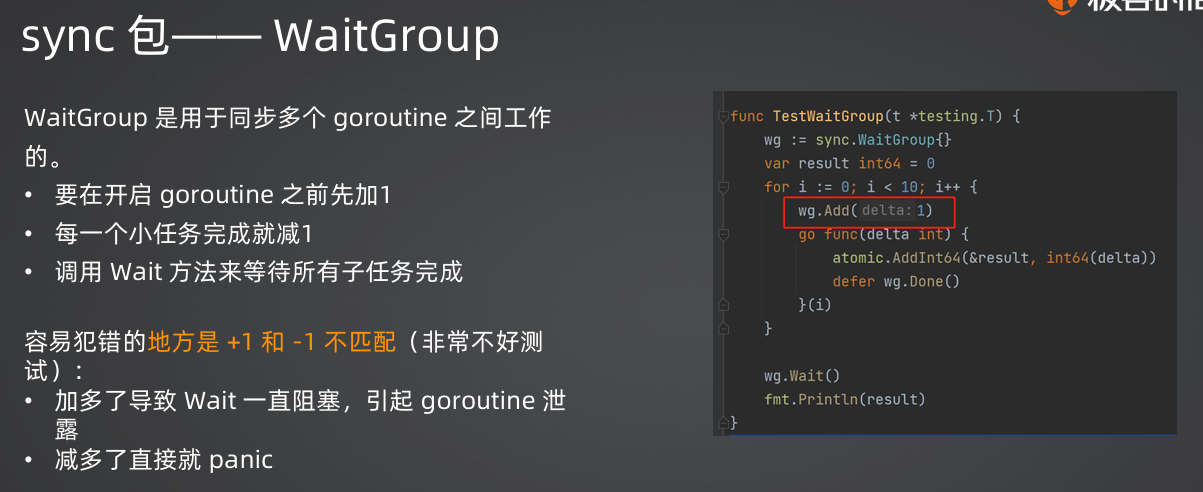 sync 包—— WaitGroup
WaitGroup 是用于同步多个 goroutine 之间工作
的。
• 要在开启 goroutine 之前先加1
• 每一个小任务完成就减1
• 调用 Wait 方法来等待所有子任务完成
容易犯错的地方是 +1 和 -1 不匹配（非常不好测
试）:
• 加多了导致 Wait 一直阻塞，引起 goroutine 泄
露
• 减多了直接就 panic
func TestWaitGroup(t *testing.T) {
wg := sync.WaitGroup{}
var result int64 = 0
for i := 0; i < 10; i++ {
wg.Add( delta: 1)
go func(delta int) {
atomic.AddInt64(&result, int64(delta))
defer wg.Done()
}(i)
}
wg.Wait()
fmt.Println(result)
}